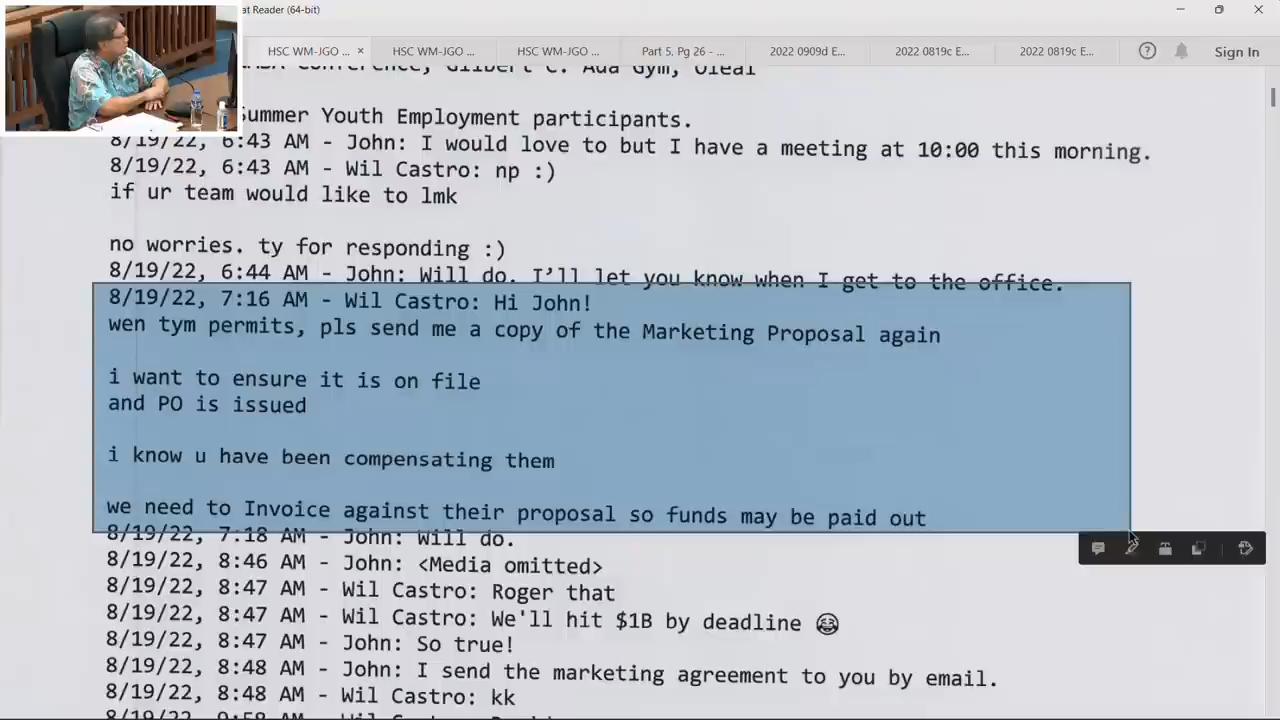 at Reader (64-bit)
HSC WM-JGO ... × HSC WM-JGO ... HSC WM-JGO ... Part 5. Pg 26 - ... 2022 0909d E... 2022 0819c E... 2022 0819c E... Sign In
Conference, Gilbert C. Ada Gym, Oleai
Summer Youth Employment participants.
8/19/22, 6:43 AM - John: I would love to but I have a meeting at 10:00 this morning.
8/19/22, 6:43 AM - Wil Castro: np :)
if ur team would like to lmk
no worries. ty for responding :)
8/19/22, 6:44 AM - John: Will do. I’ll let you know when I get to the office.
8/19/22, 7:16 AM - Wil Castro: Hi John!
wen tym permits, pls send me a copy of the Marketing Proposal again
i want to ensure it is on file
and PO is issued
i know u have been compensating them
we need to Invoice against their proposal so funds may be paid out
8/19/22, 7:18 AM - John: Will do.
8/19/22, 8:46 AM - John: <Media omitted>
8/19/22, 8:47 AM - Wil Castro: Roger that
8/19/22, 8:47 AM - Wil Castro: We'll hit $1B by deadline 😂
8/19/22, 8:47 AM - John: So true!
8/19/22, 8:48 AM - John: I send the marketing agreement to you by email.
8/19/22, 8:48 AM - Wil Castro: kk